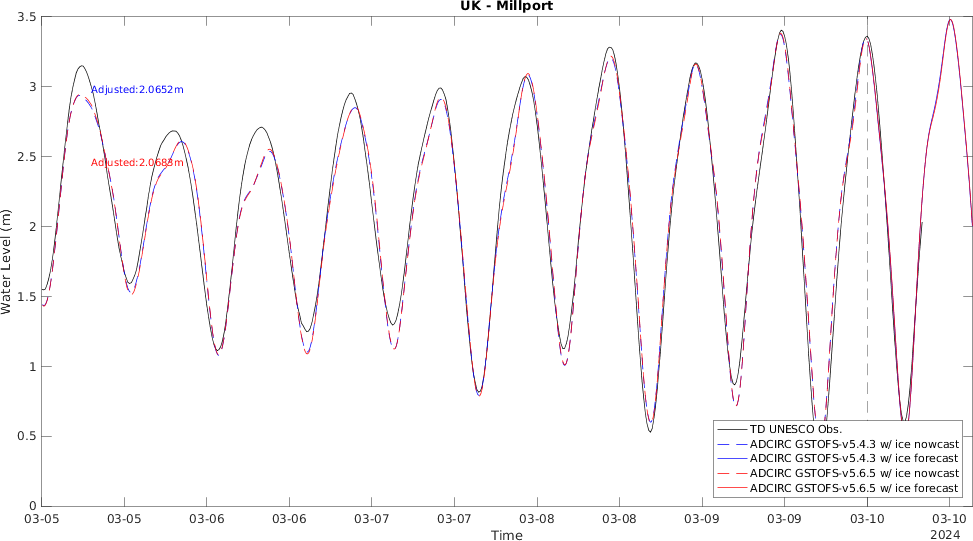 UK - Millport
3.5
3
2.5
2
1.5
1
0.5
0
Water Level (m)
Adjusted:2.0652m
Adjusted:2.0683m
TD UNESCO Obs.
ADCIRC GSTOFS-v5.4.3 w/ ice nowcast
ADCIRC GSTOFS-v5.4.3 w/ ice forecast
ADCIRC GSTOFS-v5.6.5 w/ ice nowcast
ADCIRC GSTOFS-v5.6.5 w/ ice forecast
03-05 03-05 03-06 03-06 03-07 03-07 03-08 03-08 03-09 03-09 03-10 03-10
2024
Time